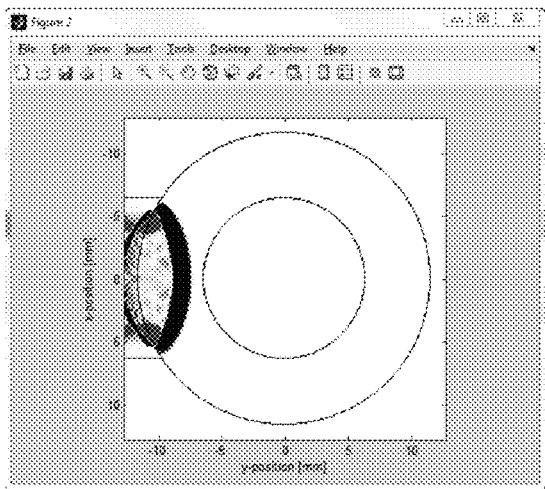 Figure 2
File Edit View Insert Tools Desktop Window Help
-10
5
0
5
10
-position [mm]
-10 -5 0 5 10
y-position [mm]